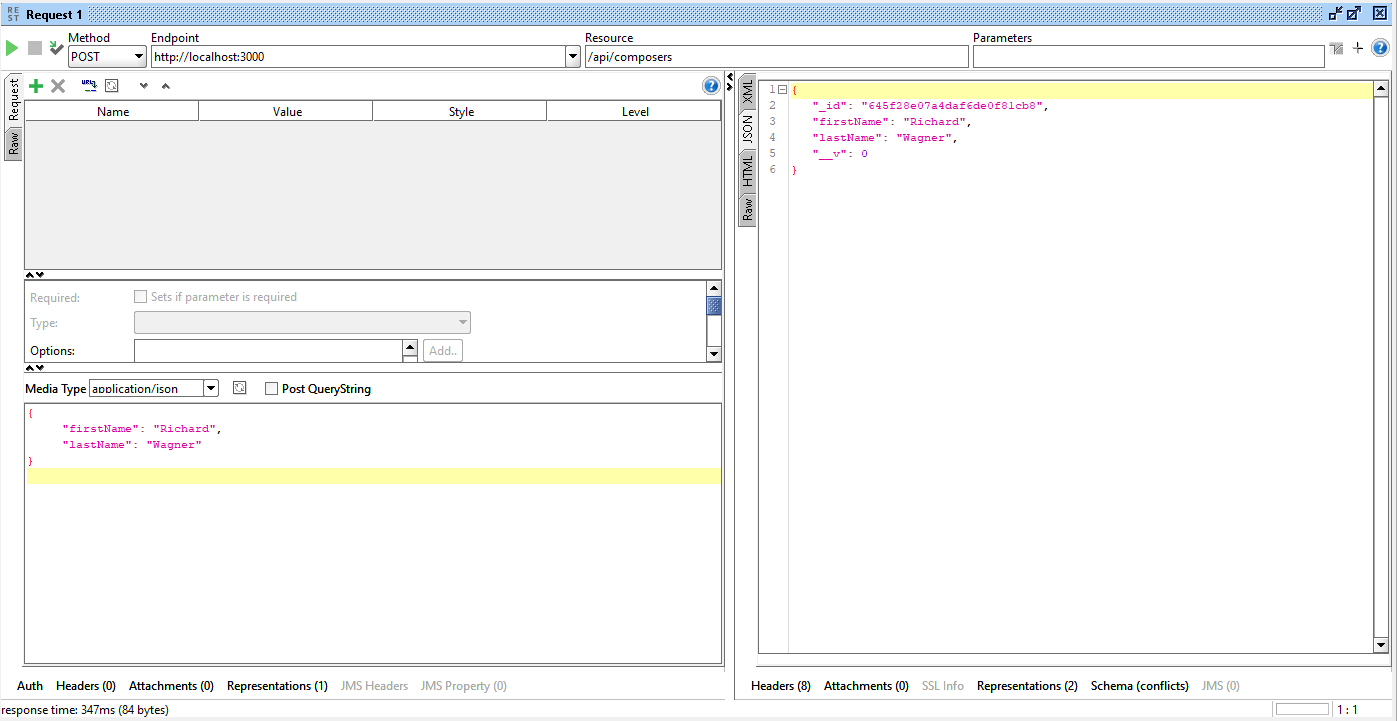 RE
ST
Request 1
Method
Endpoint
Resource
Parameters
POST
http://localhost:3000
/api/composers
Request
Raw
Name
Value
Style
Level
Required:
Sets if parameter is required
Type:
Options:
Add..
Media Type
application/json
Post QueryString
{
"firstName": "Richard",
"lastName": "Wagner"
}
Auth
Headers (0)
Attachments (0)
Representations (1)
JMS Headers
JMS Property (0)
XML
JSON
HTML
Raw
1 {
2 "_id": "645f28e07a4daf6de0f81cb8",
3 "firstName": "Richard",
4 "lastName": "Wagner",
5 "__v": 0
6 }
Headers (8)
Attachments (0)
SSL Info
Representations (2)
Schema (conflicts)
JMS (0)
response time: 347ms (84 bytes)
1 : 1